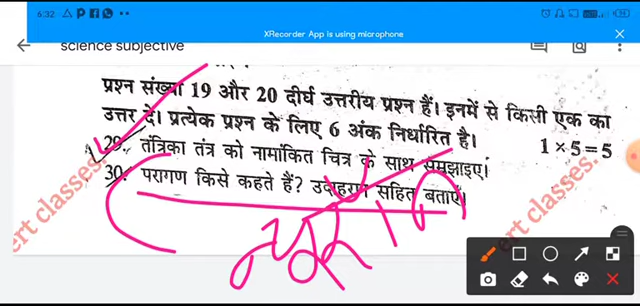 6:32
XRecorder App is using microphone
science subjective
प्रश्न संख्या 19 और 20 दीर्घ उत्तरीय प्रश्न हैं। इनमें से किसी एक का
उत्तर दें। प्रत्येक प्रश्न के लिए 6 अंक निर्धारित है। 1 × 5 = 5
29. तंत्रिका तंत्र को नामांकित चित्र के साथ समझाइए।
30. परागण किसे कहते हैं? उदाहरण सहित बताएँ।
ert classes.
ert classes.